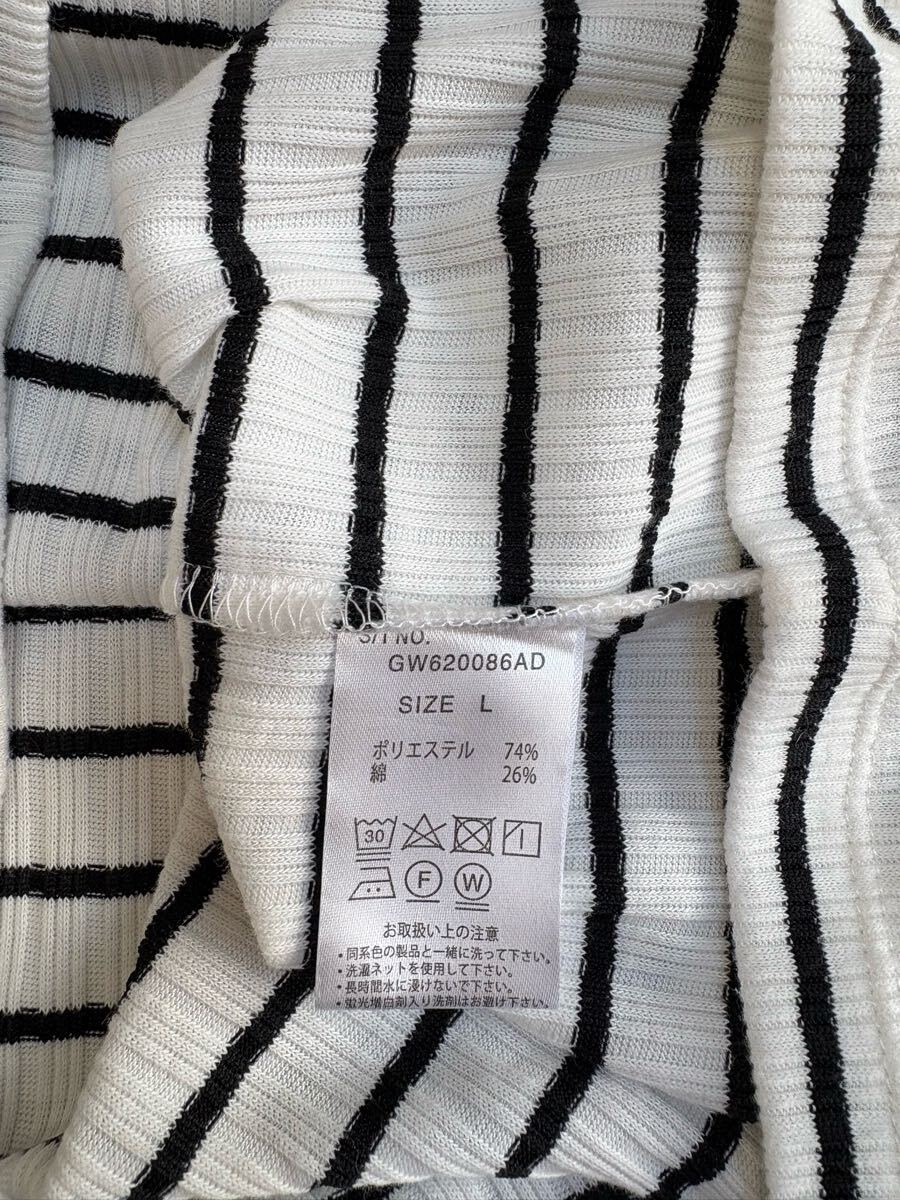 S/T NO.
GW620086AD
SIZE L
ポリエステル 74%
綿 26%
30
F W
お取扱い上の注意
・同系色の製品と一緒に洗って下さい。
・洗濯ネットを使用して下さい。
・長時間水に浸けないで下さい。
・蛍光増白剤入り洗剤はお避け下さい。